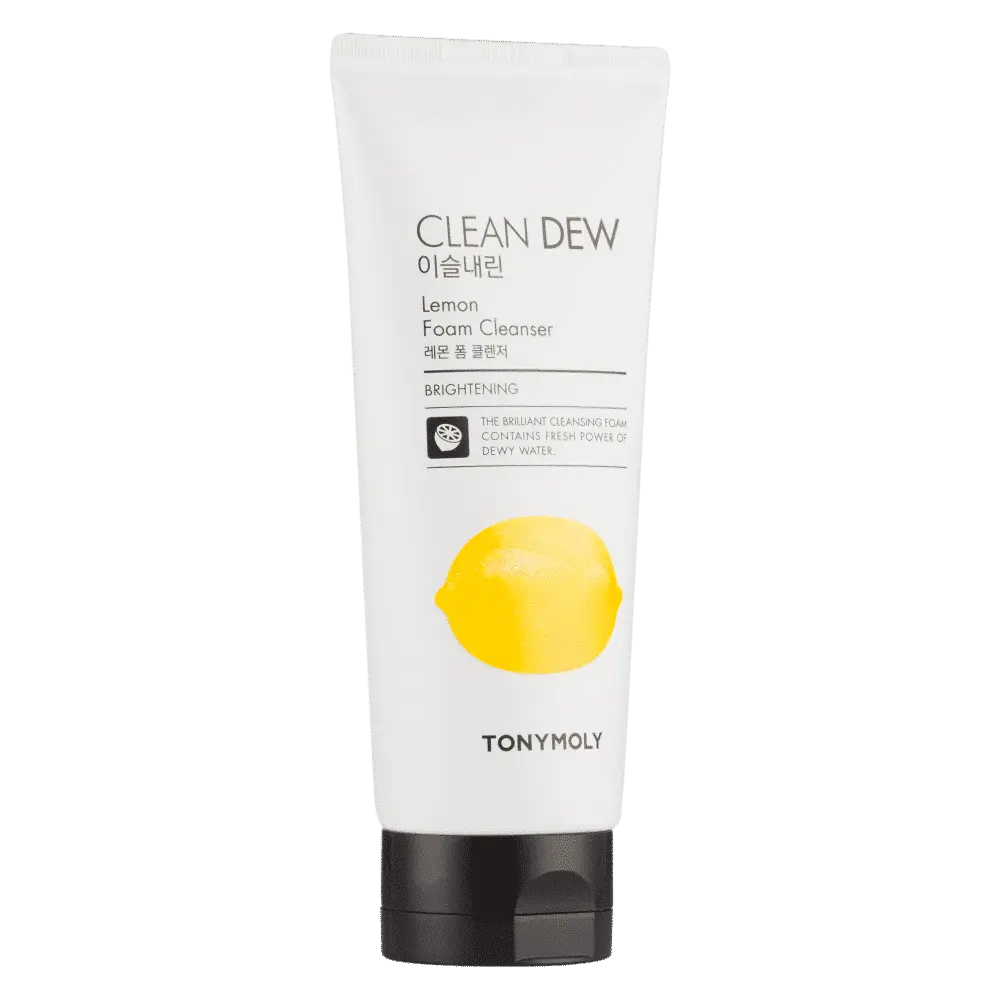 CLEAN DEW
이슬내린
Lemon
Foam Cleanser
레몬 폼 클렌저
BRIGHTENING
THE BRILLIANT CLEANSING FOAM
CONTAINS FRESH POWER OF
DEWY WATER.
TONYMOLY